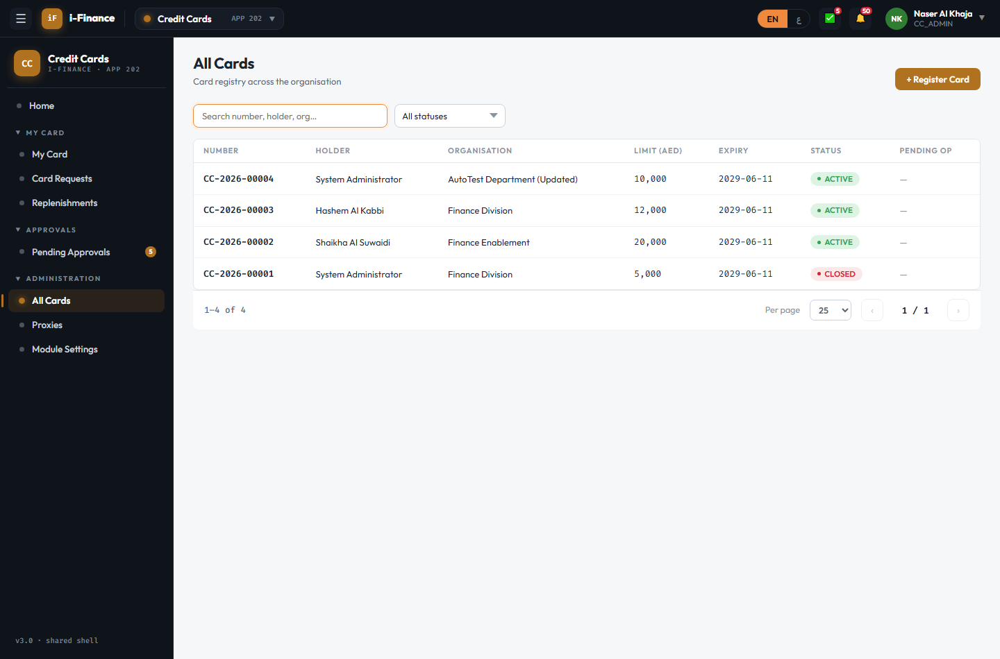 ☰ iF i-Finance Credit Cards APP 202 ▼ EN ع 5 50 NK Naser Al Khaja ▼
CC_ADMIN
CC Credit Cards
I-FINANCE · APP 202
Home
▼ MY CARD
My Card
Card Requests
Replenishments
▼ APPROVALS
Pending Approvals 5
▼ ADMINISTRATION
All Cards
Proxies
Module Settings
v3.0 · shared shell
All Cards
Card registry across the organisation
+ Register Card
Search number, holder, org...
All statuses
NUMBER HOLDER ORGANISATION LIMIT (AED) EXPIRY STATUS PENDING OP
CC-2026-00004 System Administrator AutoTest Department (Updated) 10,000 2029-06-11 ACTIVE —
CC-2026-00003 Hashem Al Kabbi Finance Division 12,000 2029-06-11 ACTIVE —
CC-2026-00002 Shaikha Al Suwaidi Finance Enablement 20,000 2029-06-11 ACTIVE —
CC-2026-00001 System Administrator Finance Division 5,000 2029-06-11 CLOSED —
1–4 of 4 Per page 25 ‹ 1 / 1 ›